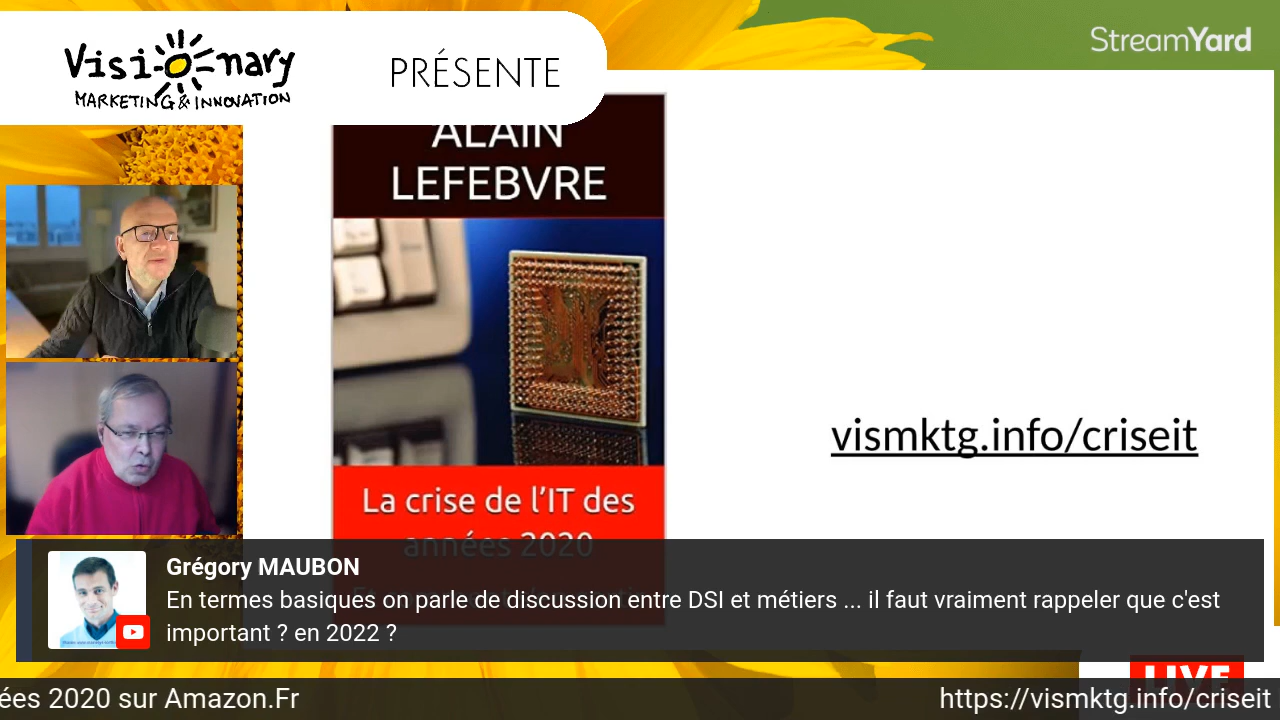 Visionary
MARKETING & INNOVATION
PRÉSENTE
StreamYard
ALAIN
LEFEBVRE
vismktg.info/criseit
La crise de l'IT des
années 2020
Grégory MAUBON
En termes basiques on parle de discussion entre DSI et métiers ... il faut vraiment rappeler que c'est
important ? en 2022 ?
LIVE
ées 2020 sur Amazon.Fr
https://vismktg.info/criseit